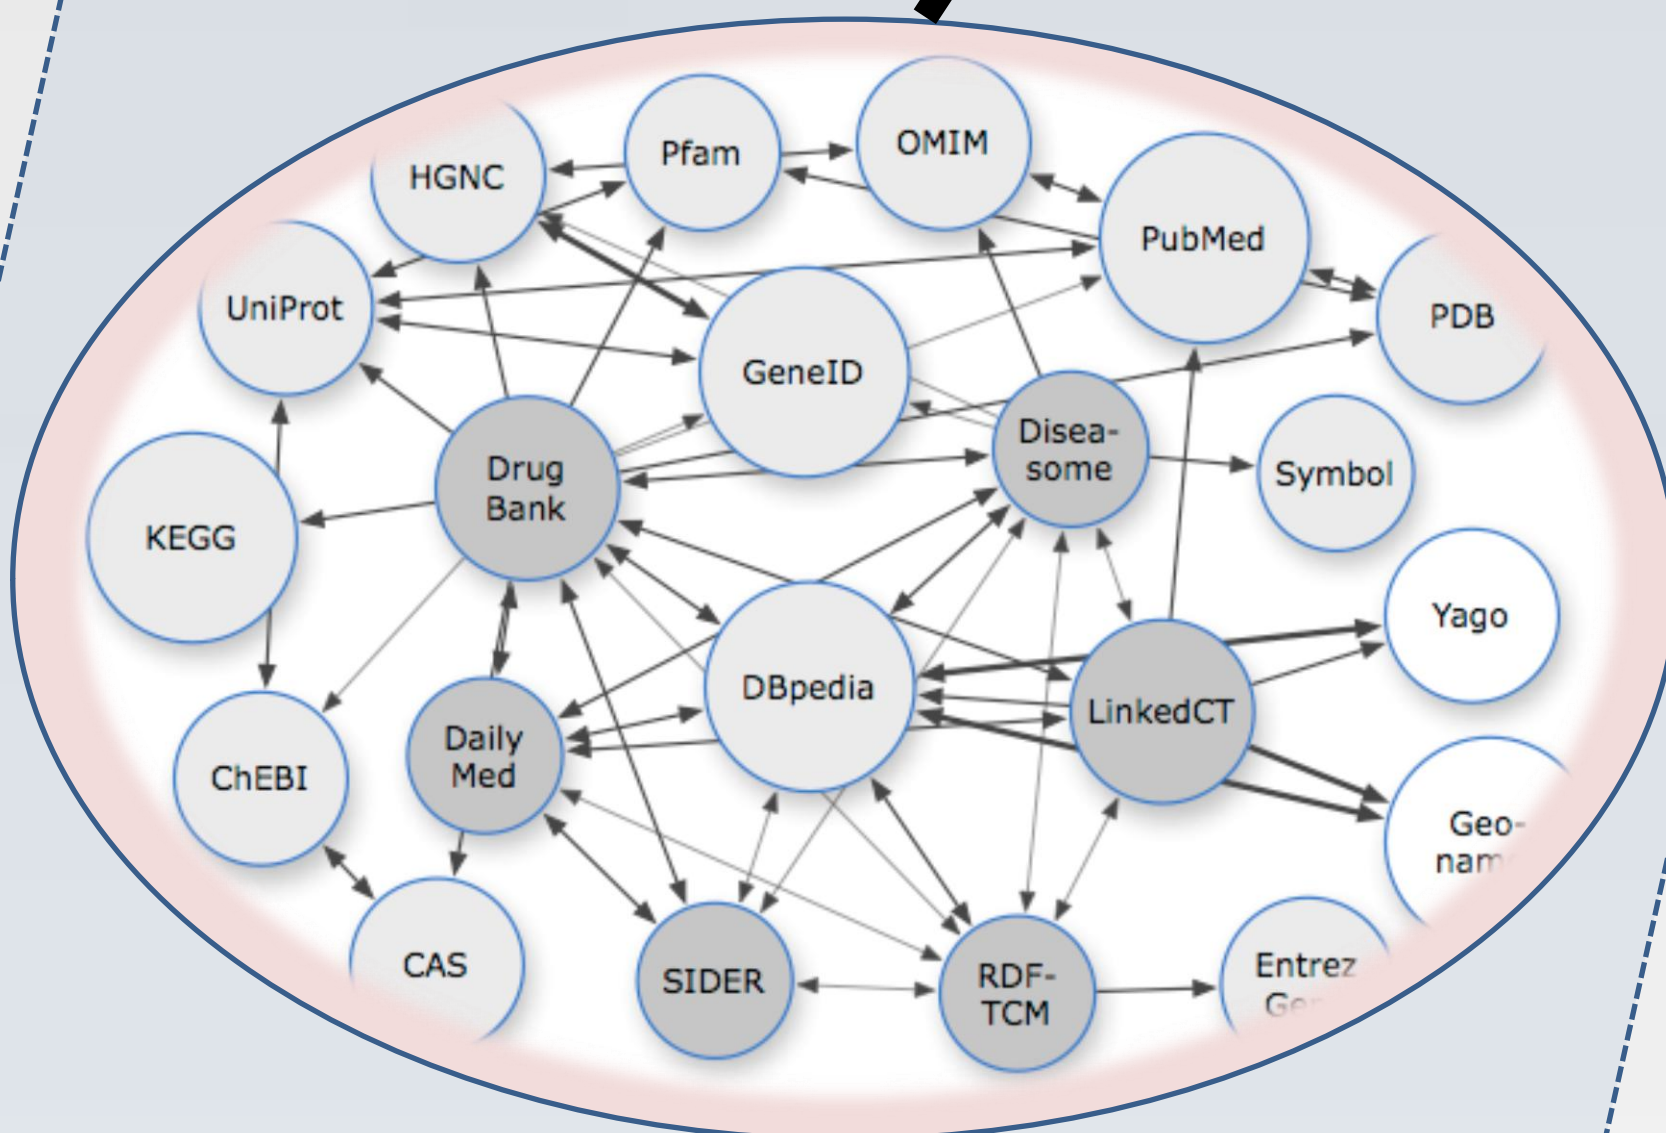 OMIM
Pfam
HGNC
PubMed
UniProt
PDB
GeneID
Disea-
some
Symbol
Drug
Bank
KEGG
Yago
DBpedia
LinkedCT
Daily
Med
ChEBI
Geo-
CAS
SIDER
RDF-
TCM
Entrez